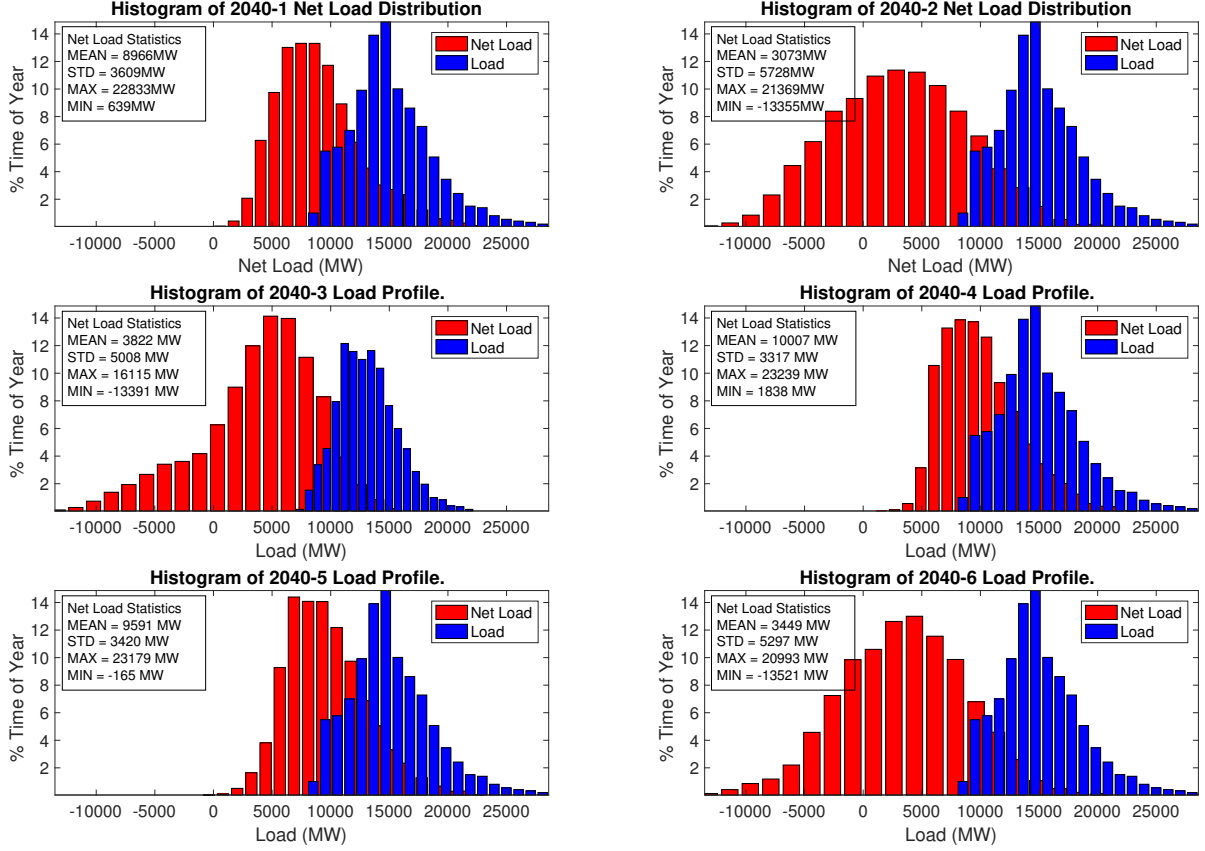 Histogram of 2040-1 Net Load Distribution
Net Load Statistics
MEAN = 8966MW
STD = 3609MW
MAX = 22833MW
MIN = 639MW
Net Load
Load
% Time of Year
14
12
10
8
6
4
2
-10000 -5000 0 5000 10000 15000 20000 25000
Net Load (MW)
Histogram of 2040-2 Net Load Distribution
Net Load Statistics
MEAN = 3073MW
STD = 5728MW
MAX = 21369MW
MIN = -13355MW
Net Load
Load
% Time of Year
14
12
10
8
6
4
2
-10000 -5000 0 5000 10000 15000 20000 25000
Net Load (MW)
Histogram of 2040-3 Load Profile.
Net Load Statistics
MEAN = 3822 MW
STD = 5008 MW
MAX = 16115 MW
MIN = -13391 MW
Net Load
Load
% Time of Year
14
12
10
8
6
4
2
-10000 -5000 0 5000 10000 15000 20000 25000
Load (MW)
Histogram of 2040-4 Load Profile.
Net Load Statistics
MEAN = 10007 MW
STD = 3317 MW
MAX = 23239 MW
MIN = 1838 MW
Net Load
Load
% Time of Year
14
12
10
8
6
4
2
-10000 -5000 0 5000 10000 15000 20000 25000
Load (MW)
Histogram of 2040-5 Load Profile.
Net Load Statistics
MEAN = 9591 MW
STD = 3420 MW
MAX = 23179 MW
MIN = -165 MW
Net Load
Load
% Time of Year
14
12
10
8
6
4
2
-10000 -5000 0 5000 10000 15000 20000 25000
Load (MW)
Histogram of 2040-6 Load Profile.
Net Load Statistics
MEAN = 3449 MW
STD = 5297 MW
MAX = 20993 MW
MIN = -13521 MW
Net Load
Load
% Time of Year
14
12
10
8
6
4
2
-10000 -5000 0 5000 10000 15000 20000 25000
Load (MW)